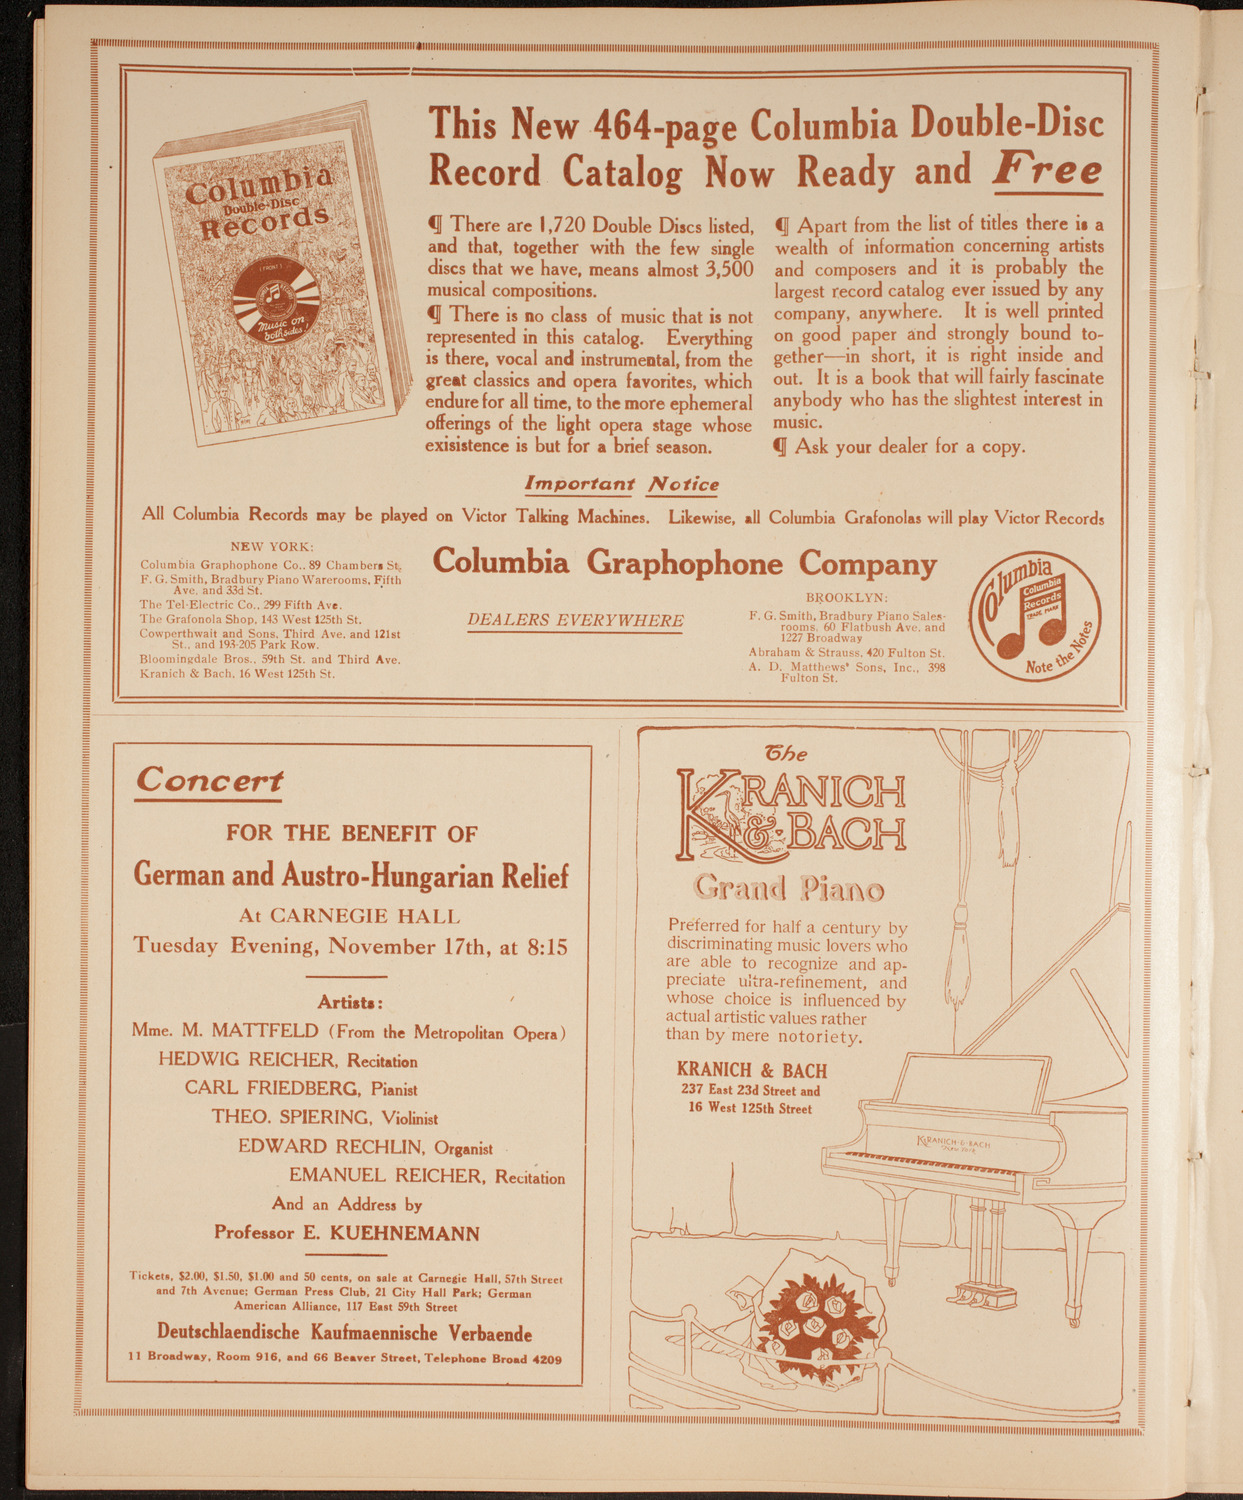 This New 464-page Columbia Double-Disc
Record Catalog Now Ready and Free
Columbia
Double-Disc
Records
(FRONT)
Music on
both sides!
¶ There are 1,720 Double Discs listed,
and that, together with the few single
discs that we have, means almost 3,500
musical compositions.
¶ There is no class of music that is not
represented in this catalog. Everything
is there, vocal and instrumental, from the
great classics and opera favorites, which
endure for all time, to the more ephemeral
offerings of the light opera stage whose
exisistence is but for a brief season.
¶ Apart from the list of titles there is a
wealth of information concerning artists
and composers and it is probably the
largest record catalog ever issued by any
company, anywhere. It is well printed
on good paper and strongly bound to-
gether—in short, it is right inside and
out. It is a book that will fairly fascinate
anybody who has the slightest interest in
music.
¶ Ask your dealer for a copy.
Important Notice
All Columbia Records may be played on Victor Talking Machines. Likewise, all Columbia Grafonolas will play Victor Records
NEW YORK:
Columbia Graphophone Co., 89 Chambers St.
F. G. Smith, Bradbury Piano Warerooms, Fifth
Ave. and 33d St.
The Tel-Electric Co., 299 Fifth Ave.
The Grafonola Shop, 143 West 125th St.
Cowperthwait and Sons, Third Ave. and 121st
St., and 193-205 Park Row.
Bloomingdale Bros., 59th St. and Third Ave.
Kranich & Bach, 16 West 125th St.
Columbia Graphophone Company
DEALERS EVERYWHERE
BROOKLYN:
F. G. Smith, Bradbury Piano Sales-
rooms, 60 Flatbush Ave. and
1227 Broadway
Abraham & Strauss, 420 Fulton St.
A. D. Matthews' Sons, Inc., 398
Fulton St.
Columbia
Columbia
Records
TRADE MARK
Note the Notes
Concert
FOR THE BENEFIT OF
German and Austro-Hungarian Relief
At CARNEGIE HALL
Tuesday Evening, November 17th, at 8:15
Artists:
Mme. M. MATTFELD (From the Metropolitan Opera)
HEDWIG REICHER, Recitation
CARL FRIEDBERG, Pianist
THEO. SPIERING, Violinist
EDWARD RECHLIN, Organist
EMANUEL REICHER, Recitation
And an Address by
Professor E. KUEHNEMANN
Tickets, $2.00, $1.50, $1.00 and 50 cents, on sale at Carnegie Hall, 57th Street
and 7th Avenue; German Press Club, 21 City Hall Park; German
American Alliance, 117 East 59th Street
Deutschlaendische Kaufmaennische Verbaende
11 Broadway, Room 916, and 66 Beaver Street, Telephone Broad 4209
The
KRANICH
& BACH
Grand Piano
Preferred for half a century by
discriminating music lovers who
are able to recognize and ap-
preciate ultra-refinement, and
whose choice is influenced by
actual artistic values rather
than by mere notoriety.
KRANICH & BACH
237 East 23d Street and
16 West 125th Street
KRANICH & BACH
New York